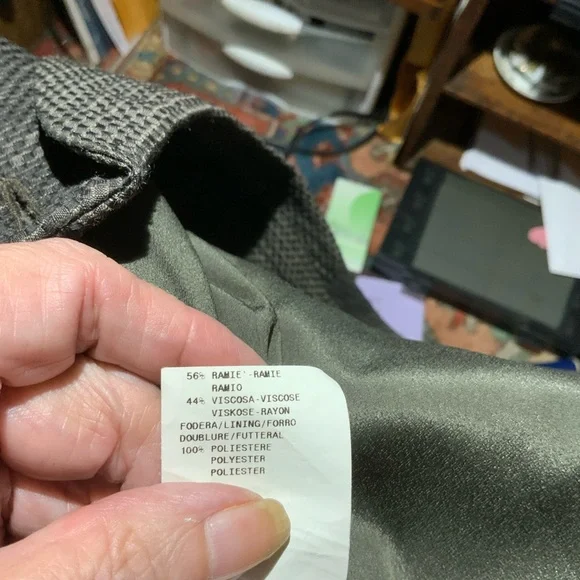 56% RAMIE'-RAMIE
RAMIO
44% VISCOSA-VISCOSE
VISKOSE-RAYON
FODERA/LINING/FORRO
DOUBLURE/FUTTERAL
100% POLIESTERE
POLYESTER
POLIESTER